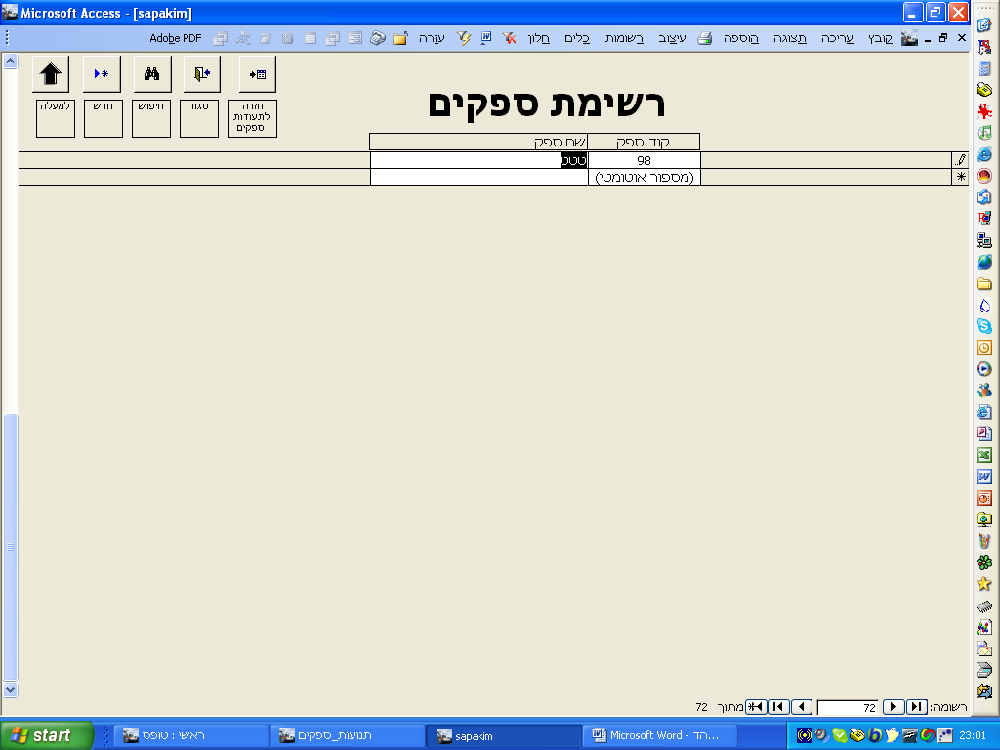 Microsoft Access - [sapakim]
קובץ עריכה תצוגה הוספה עיצוב רשומות כלים חלון עזרה Adobe PDF
למעלה חדש חיפוש סגור חזרה
לתעודות
ספקים
רשימת ספקים
קוד ספק שם ספק
98 טטט
(מספור אוטומטי)
רשומה: 72 מתוך 72
start ראשי : טופס תנועות_ספקים sapakim Microsoft Word - הד... 23:01